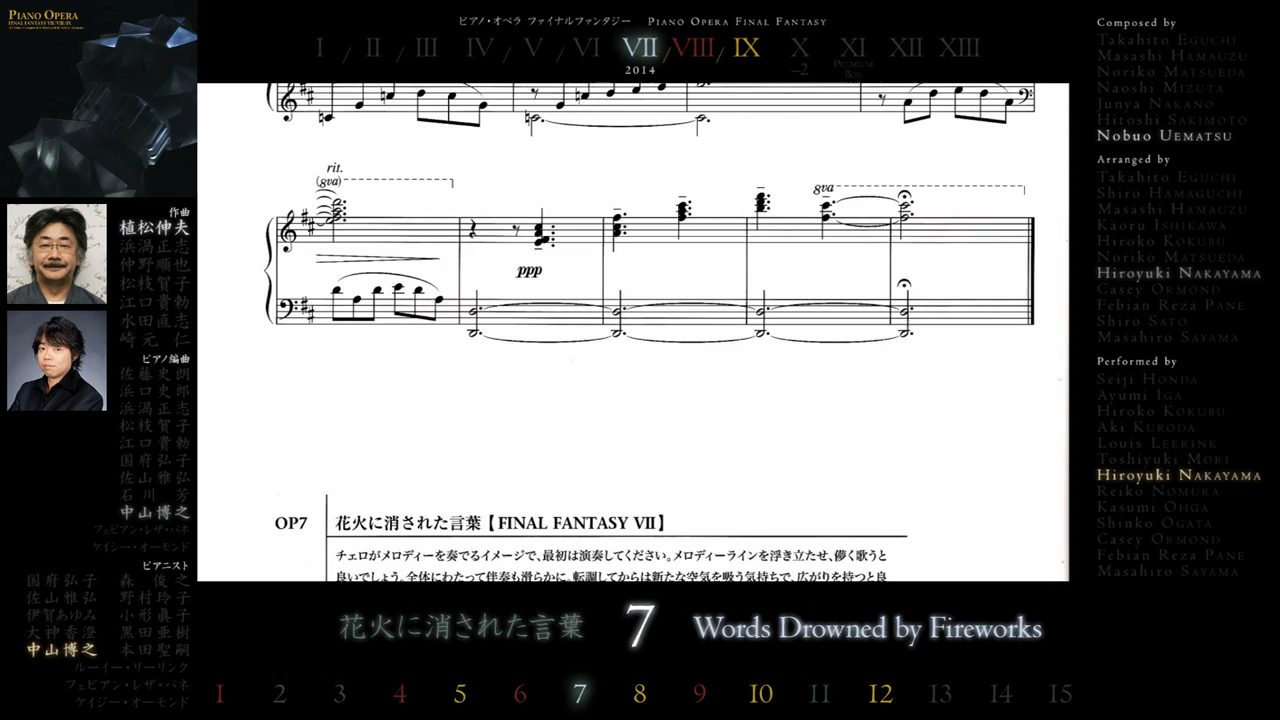 PIANO OPERA
ピアノ・オペラ ファイナルファンタジー PIANO OPERA FINAL FANTASY
I / II / III IV / V / VI VII / VIII / IX X XI XII XIII
2014 –2 PREMIUM BOX
作曲
植松伸夫
浜渦正志
仲野順也
松枝賀子
江口貴勅
水田直志
崎元 仁
ピアノ編曲
佐藤史朗
浜口史郎
浜渦正志
松枝賀子
江口貴勅
国府弘子
佐山雅弘
石川 芳
中山博之
フェビアン・レザ・パネ
ケイシー・オーモンド
ピアニスト
国府弘子 森 俊之
佐山雅弘 野村玲子
伊賀あゆみ 小形眞子
大神香澄 黒田亜樹
中山博之 本田聖嗣
ルーイー・リーリンク
フェビアン・レザ・パネ
ケイシー・オーモンド
rit.
(8va)
8va
ppp
OP7 花火に消された言葉【FINAL FANTASY VII】
チェロがメロディーを奏でるイメージで、最初は演奏してください。メロディーラインを浮き立たせ、儚く歌うと
良いでしょう。全体にわたって伴奏も滑らかに。転調してからは新たな空気を吸う気持ちで、広がりを持つと良
花火に消された言葉 7 Words Drowned by Fireworks
1 2 3 4 5 6 7 8 9 10 11 12 13 14 15
Composed by
Takahito EGUCHI
Masashi HAMAUZU
Noriko MATSUEDA
Naoshi MIZUTA
Junya NAKANO
Hitoshi SAKIMOTO
Nobuo UEMATSU
Arranged by
Takahito EGUCHI
Shiro HAMAGUCHI
Masashi HAMAUZU
Kaoru ISHIKAWA
Hiroko KOKUBU
Noriko MATSUEDA
Hiroyuki NAKAYAMA
Casey ORMOND
Febian Reza PANE
Shiro SATO
Masahiro SAYAMA
Performed by
Seiji HONDA
Ayumi IGA
Hiroko KOKUBU
Aki KURODA
Louis LEERINK
Toshiyuki MORI
Hiroyuki NAKAYAMA
Reiko NOMURA
Kasumi OHGA
Shinko OGATA
Casey ORMOND
Febian Reza PANE
Masahiro SAYAMA